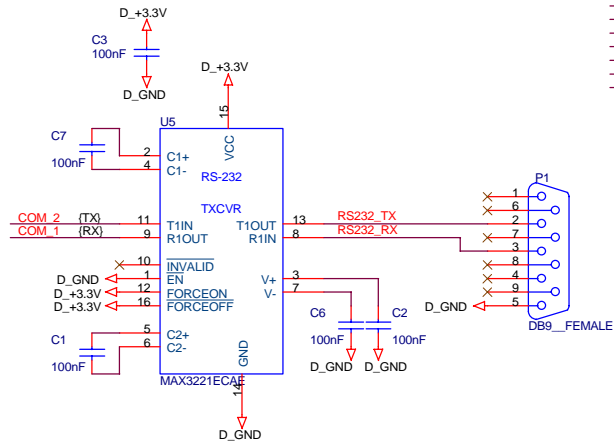 D_+3.3V
C3
100nF
D_GND
D_+3.3V
15
U5
VCC
C7
100nF
2 C1+
4 C1-
RS-232
TXCVR
P1
1
6
2
7
3
8
4
9
5
COM_2 {TX} 11 T1IN
COM_1 {RX} 9 R1OUT
T1OUT 13 RS232_TX
R1IN 8 RS232_RX
10 INVALID
D_GND 1 EN
D_+3.3V 12 FORCEON
D_+3.3V 16 FORCEOFF
V+ 3
V- 7
D_GND
DB9__FEMALE
C1
100nF
5 C2+
6 C2-
C6
100nF
C2
100nF
D_GND
D_GND
GND
14
MAX3221ECAE
D_GND